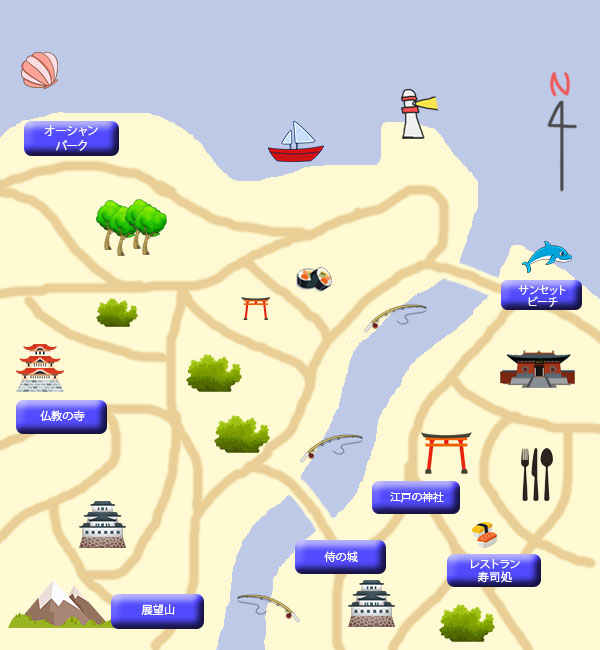 N
オーシャン
パーク
サンセット
ビーチ
仏教の寺
江戸の神社
侍の城
レストラン
寿司処
展望山